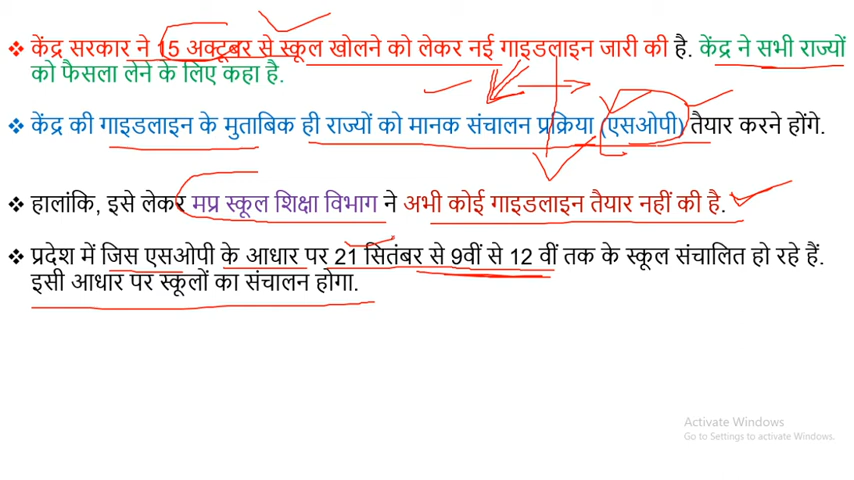 ❖ केंद्र सरकार ने 15 अक्टूबर से स्कूल खोलने को लेकर नई गाइडलाइन जारी की है. केंद्र ने सभी राज्यों
को फैसला लेने के लिए कहा है.
❖ केंद्र की गाइडलाइन के मुताबिक ही राज्यों को मानक संचालन प्रक्रिया (एसओपी) तैयार करने होंगे.
❖ हालांकि, इसे लेकर मप्र स्कूल शिक्षा विभाग ने अभी कोई गाइडलाइन तैयार नहीं की है.
❖ प्रदेश में जिस एसओपी के आधार पर 21 सितंबर से 9वीं से 12 वीं तक के स्कूल संचालित हो रहे हैं.
इसी आधार पर स्कूलों का संचालन होगा.
Activate Windows
Go to Settings to activate Windows.